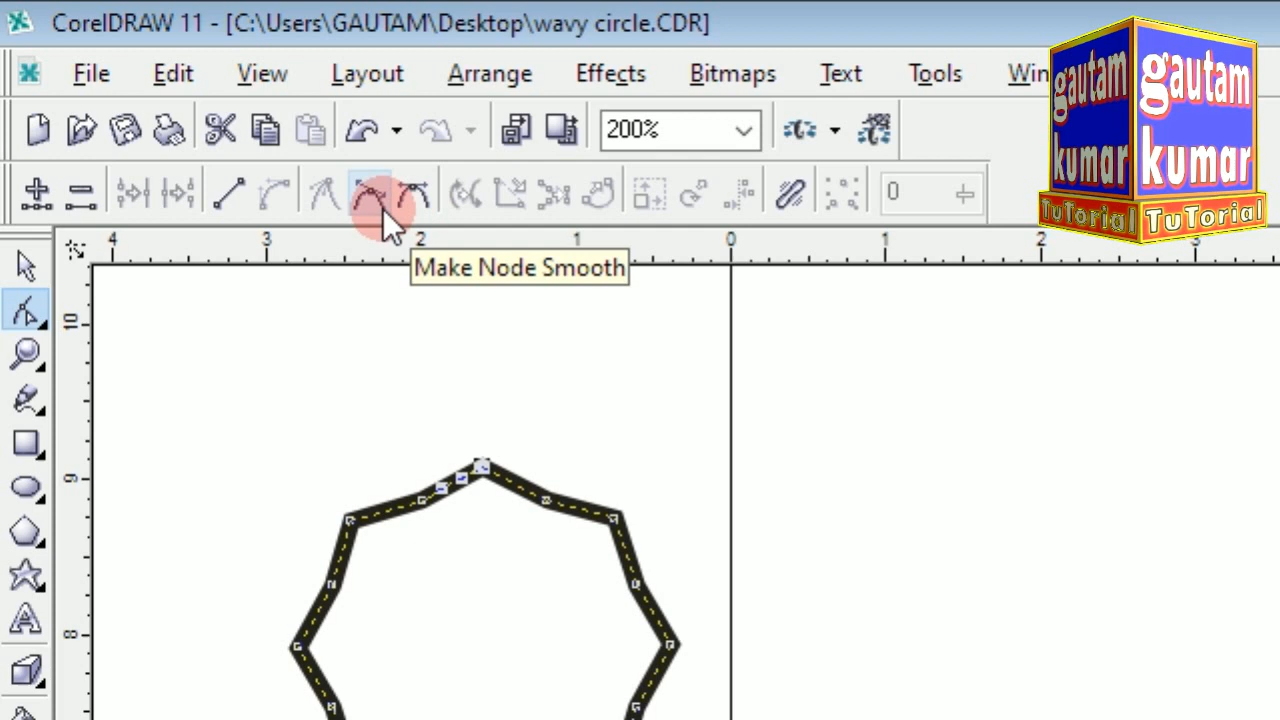 CorelDRAW 11 - [C:\Users\GAUTAM\Desktop\wavy circle.CDR]
File Edit View Layout Arrange Effects Bitmaps Text Tools
200%
0
4 3 2 1 0 1 2 3
Make Node Smooth
10
9
8
gautam kumar
gautam kumar
TuTorial TuTorial